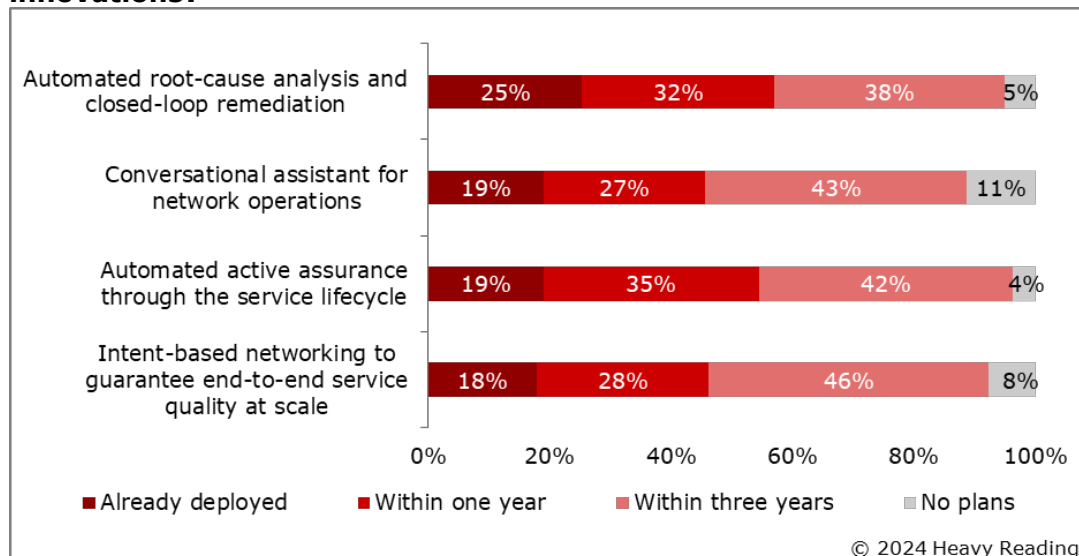 Automated root-cause analysis and
closed-loop remediation
25% 32% 38% 5%
Conversational assistant for
network operations
19% 27% 43% 11%
Automated active assurance
through the service lifecycle
19% 35% 42% 4%
Intent-based networking to
guarantee end-to-end service
quality at scale
18% 28% 46% 8%
0% 20% 40% 60% 80% 100%
Already deployed Within one year Within three years No plans
© 2024 Heavy Reading